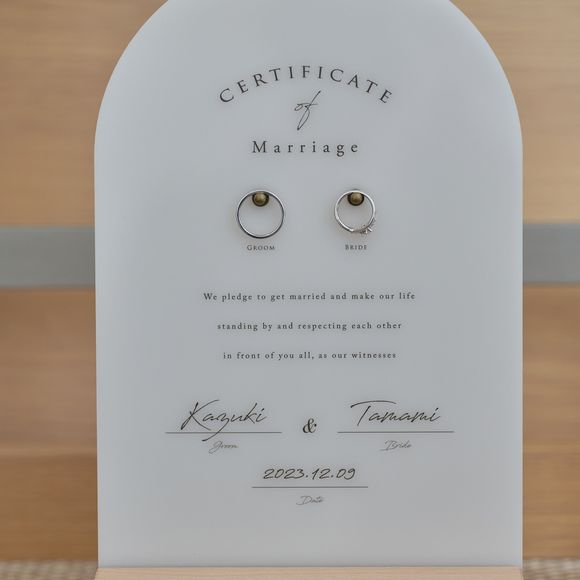 CERTIFICATE
of
Marriage
GROOM BRIDE
We pledge to get married and make our life
standing by and respecting each other
in front of you all, as our witnesses
Kazuki & Tamami
Groom Bride
2023.12.09
Date